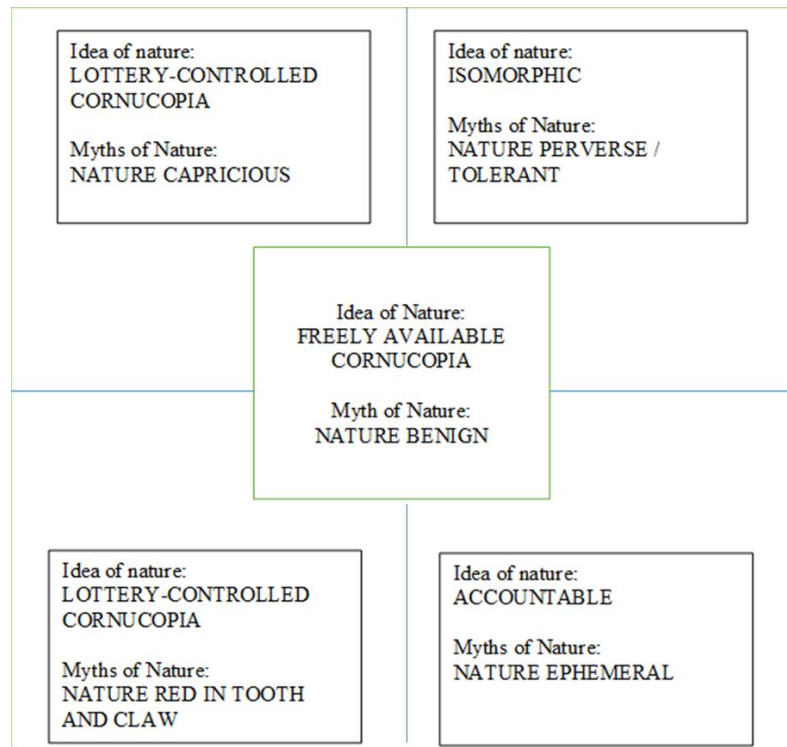 Idea of nature:
LOTTERY-CONTROLLED
CORNUCOPIA
Myths of Nature:
NATURE CAPRICIOUS
Idea of nature:
ISOMORPHIC
Myths of Nature:
NATURE PERVERSE /
TOLERANT
Idea of Nature:
FREELY AVAILABLE
CORNUCOPIA
Myth of Nature:
NATURE BENIGN
Idea of nature:
LOTTERY-CONTROLLED
CORNUCOPIA
Myths of Nature:
NATURE RED IN TOOTH
AND CLAW
Idea of nature:
ACCOUNTABLE
Myths of Nature:
NATURE EPHEMERAL